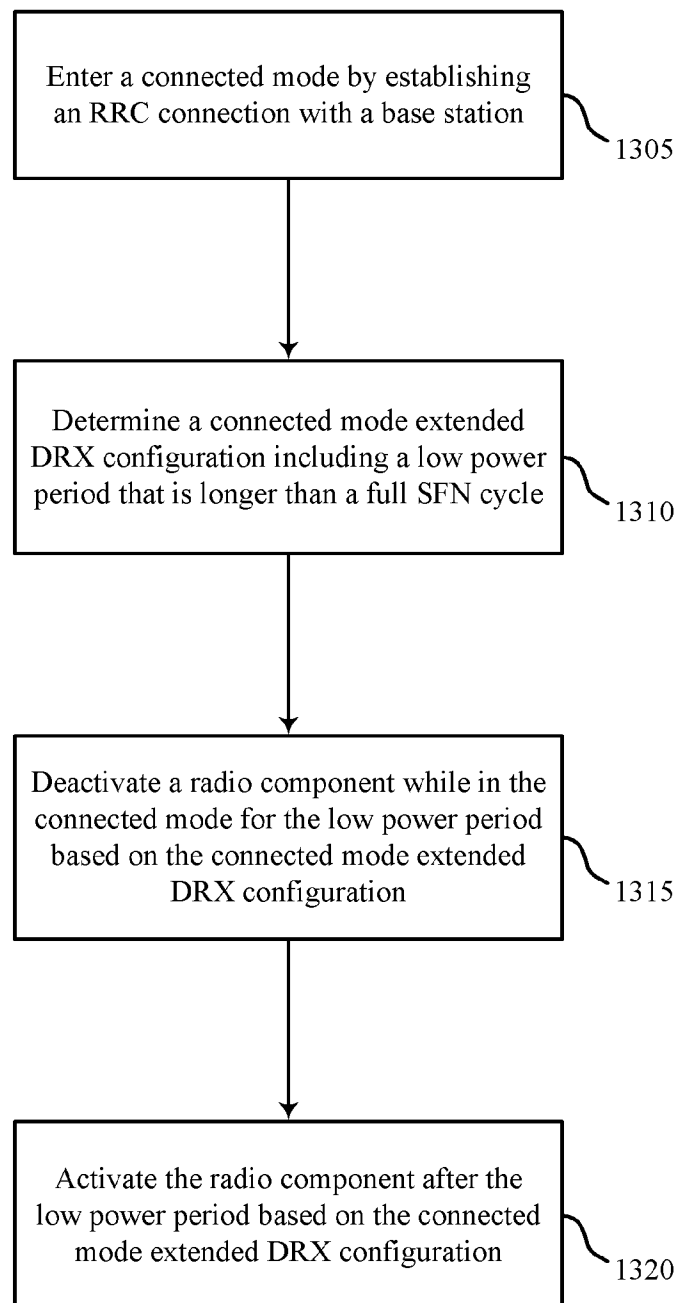 Enter a connected mode by establishing
an RRC connection with a base station
1305
Determine a connected mode extended
DRX configuration including a low power
period that is longer than a full SFN cycle
1310
Deactivate a radio component while in the
connected mode for the low power period
based on the connected mode extended
DRX configuration
1315
Activate the radio component after the
low power period based on the connected
mode extended DRX configuration
1320